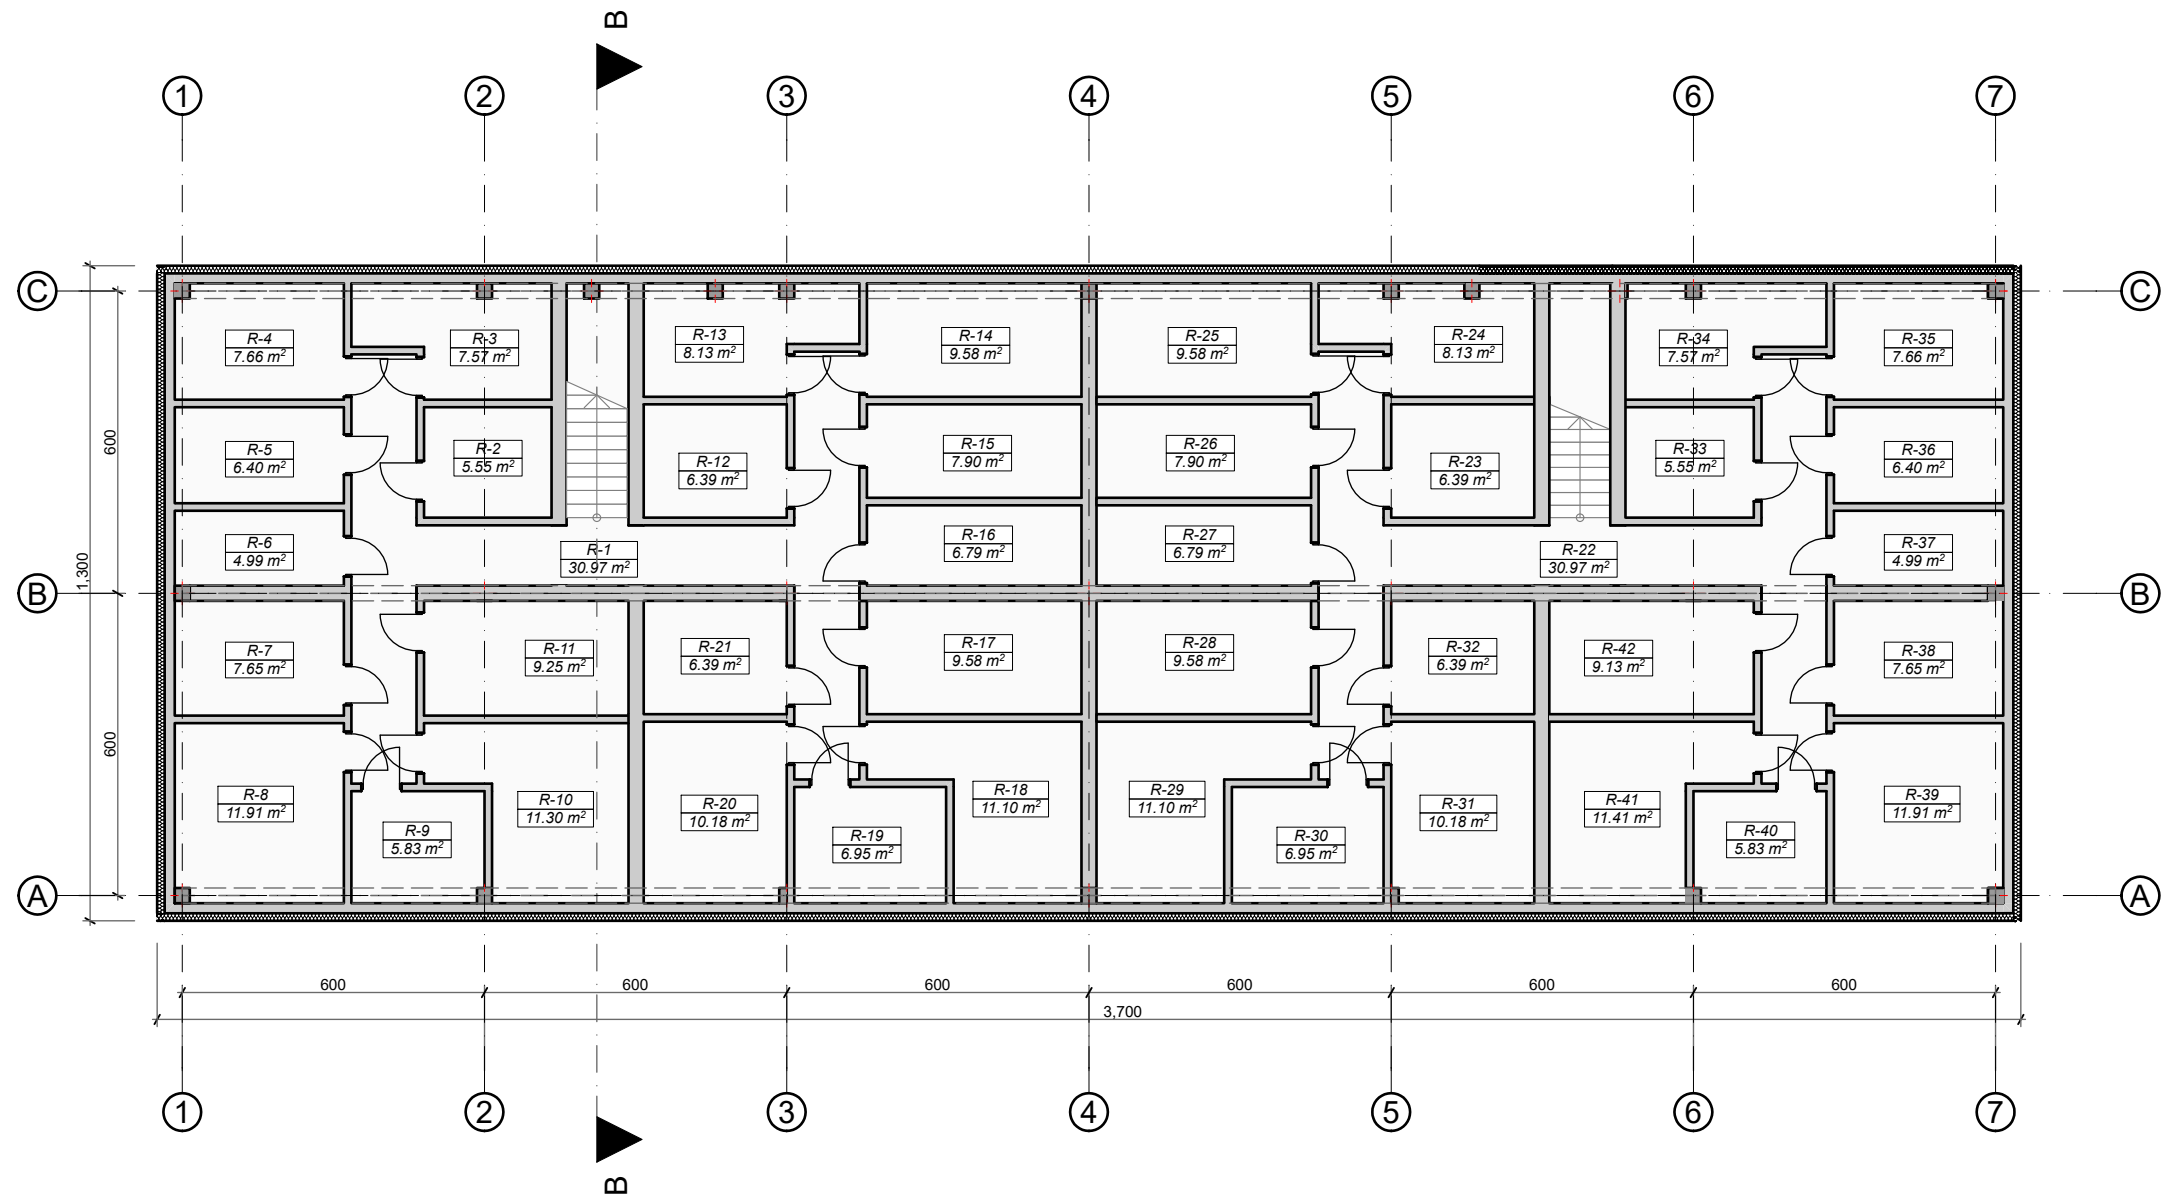 B
1
2
3
4
5
6
7
C
C
R-4
7.66 m²
R-3
7.57 m²
R-13
8.13 m²
R-14
9.58 m²
R-25
9.58 m²
R-24
8.13 m²
R-34
7.57 m²
R-35
7.66 m²
600
R-5
6.40 m²
R-2
5.55 m²
R-12
6.39 m²
R-15
7.90 m²
R-26
7.90 m²
R-23
6.39 m²
R-33
5.55 m²
R-36
6.40 m²
1,300
R-6
4.99 m²
R-1
30.97 m²
R-16
6.79 m²
R-27
6.79 m²
R-22
30.97 m²
R-37
4.99 m²
B
B
R-7
7.65 m²
R-11
9.25 m²
R-21
6.39 m²
R-17
9.58 m²
R-28
9.58 m²
R-32
6.39 m²
R-42
9.13 m²
R-38
7.65 m²
600
R-8
11.91 m²
R-9
5.83 m²
R-10
11.30 m²
R-20
10.18 m²
R-19
6.95 m²
R-18
11.10 m²
R-29
11.10 m²
R-30
6.95 m²
R-31
10.18 m²
R-41
11.41 m²
R-40
5.83 m²
R-39
11.91 m²
A
A
600
600
600
600
600
600
3,700
1
2
3
4
5
6
7
B